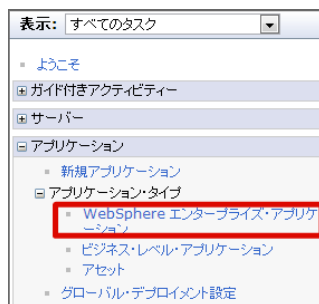 表示: すべてのタスク
ようこそ
ガイド付きアクティビティー
サーバー
アプリケーション
新規アプリケーション
アプリケーション・タイプ
WebSphere エンタープライズ・アプリケ
ーション
ビジネス・レベル・アプリケーション
アセット
グローバル・デプロイメント設定